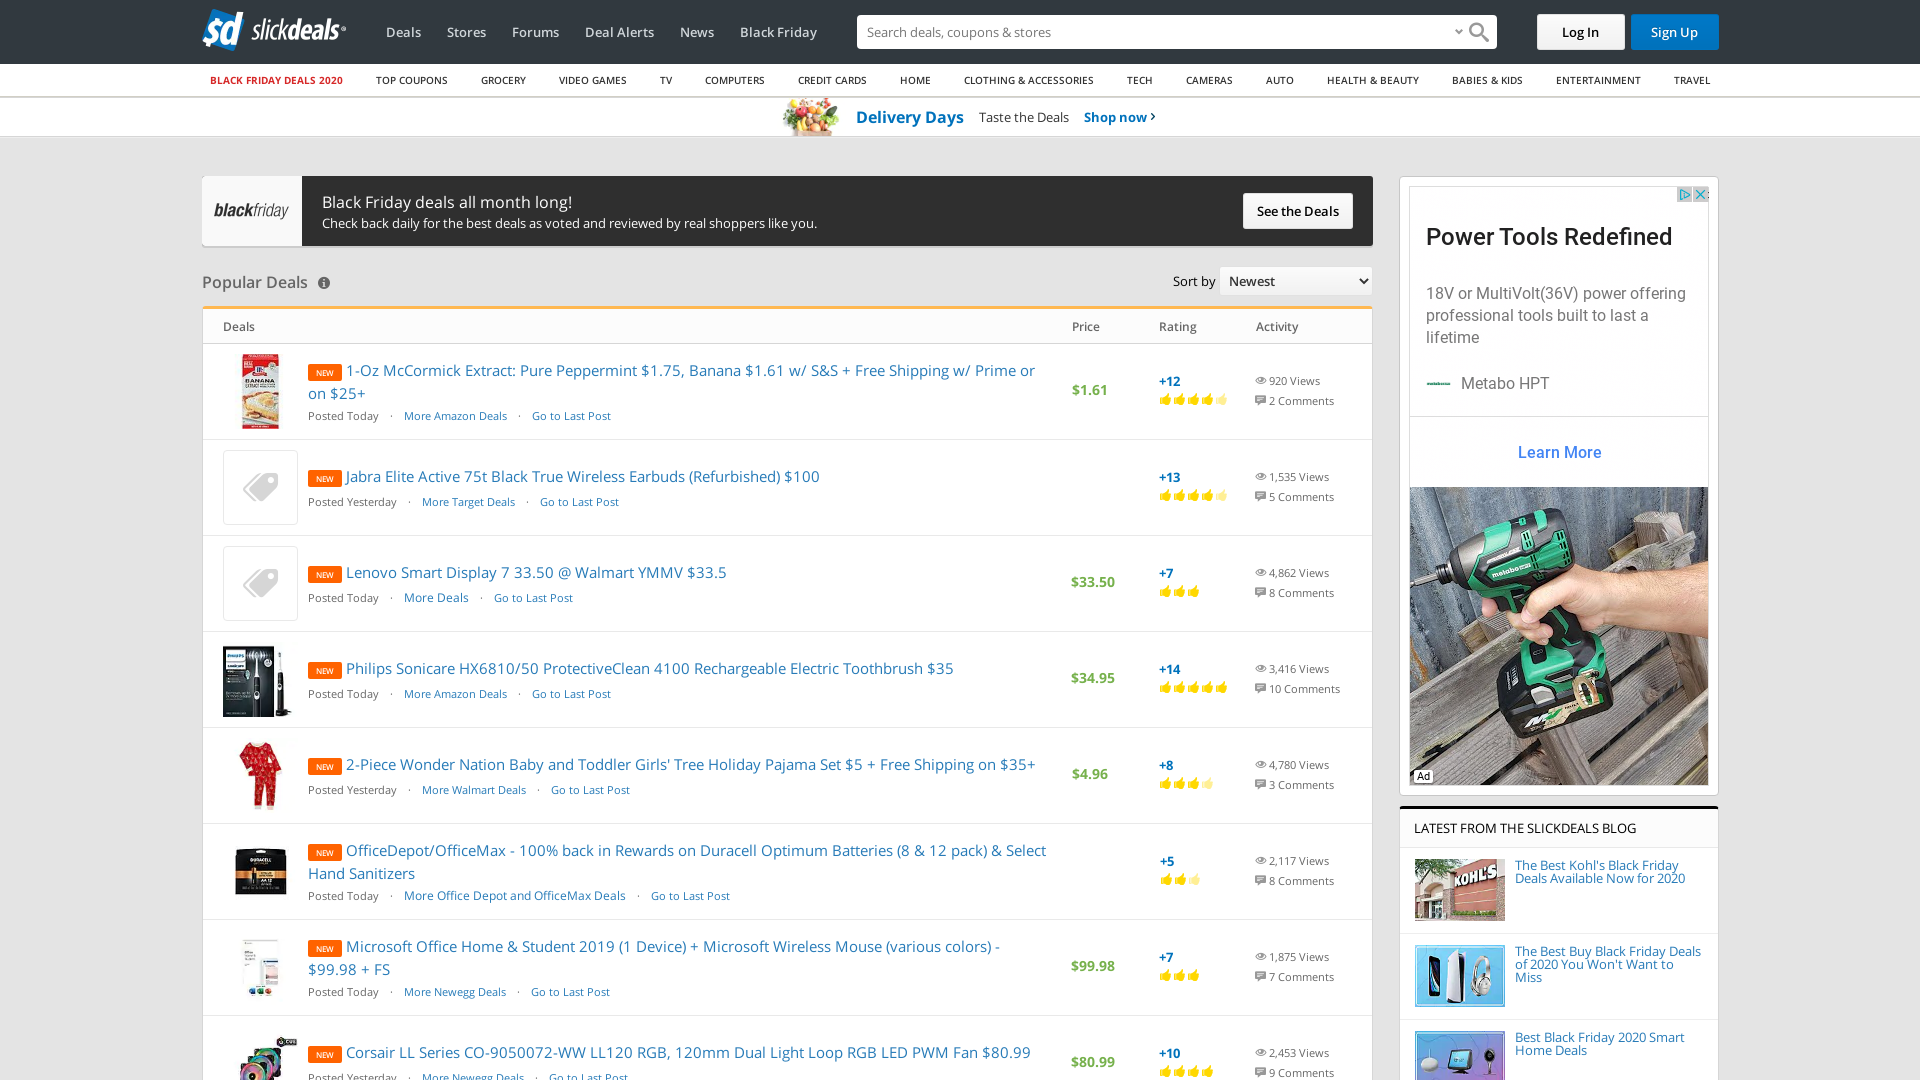 sd slickdeals
Deals
Stores
Forums
Deal Alerts
News
Black Friday
Search deals, coupons & stores
Log In
Sign Up
BLACK FRIDAY DEALS 2020
TOP COUPONS
GROCERY
VIDEO GAMES
TV
COMPUTERS
CREDIT CARDS
HOME
CLOTHING & ACCESSORIES
TECH
CAMERAS
AUTO
HEALTH & BEAUTY
BABIES & KIDS
ENTERTAINMENT
TRAVEL
Delivery Days Taste the Deals Shop now
blackfriday
Black Friday deals all month long!
Check back daily for the best deals as voted and reviewed by real shoppers like you.
See the Deals
Popular Deals
Sort by Newest
Deals Price Rating Activity
BANANA
NEW 1-Oz McCormick Extract: Pure Peppermint $1.75, Banana $1.61 w/ S&S + Free Shipping w/ Prime or
on $25+
Posted Today · More Amazon Deals · Go to Last Post
$1.61
+12
920 Views
2 Comments
NEW Jabra Elite Active 75t Black True Wireless Earbuds (Refurbished) $100
Posted Yesterday · More Target Deals · Go to Last Post
+13
1,535 Views
5 Comments
NEW Lenovo Smart Display 7 33.50 @ Walmart YMMV $33.5
Posted Today · More Deals · Go to Last Post
$33.50
+7
4,862 Views
8 Comments
PHILIPS
NEW Philips Sonicare HX6810/50 ProtectiveClean 4100 Rechargeable Electric Toothbrush $35
Posted Today · More Amazon Deals · Go to Last Post
$34.95
+14
3,416 Views
10 Comments
NEW 2-Piece Wonder Nation Baby and Toddler Girls' Tree Holiday Pajama Set $5 + Free Shipping on $35+
Posted Yesterday · More Walmart Deals · Go to Last Post
$4.96
+8
4,780 Views
3 Comments
DURACELL
NEW OfficeDepot/OfficeMax - 100% back in Rewards on Duracell Optimum Batteries (8 & 12 pack) & Select
Hand Sanitizers
Posted Today · More Office Depot and OfficeMax Deals · Go to Last Post
+5
2,117 Views
8 Comments
NEW Microsoft Office Home & Student 2019 (1 Device) + Microsoft Wireless Mouse (various colors) -
$99.98 + FS
Posted Today · More Newegg Deals · Go to Last Post
$99.98
+7
1,875 Views
7 Comments
NEW Corsair LL Series CO-9050072-WW LL120 RGB, 120mm Dual Light Loop RGB LED PWM Fan $80.99
Posted Yesterday · More Newegg Deals · Go to Last Post
$80.99
+10
2,453 Views
9 Comments
Power Tools Redefined
18V or MultiVolt(36V) power offering
professional tools built to last a
lifetime
metabo Metabo HPT
Learn More
metabo HPT
Ad
LATEST FROM THE SLICKDEALS BLOG
KOHL'S
The Best Kohl's Black Friday
Deals Available Now for 2020
The Best Buy Black Friday Deals
of 2020 You Won't Want to
Miss
Best Black Friday 2020 Smart
Home Deals